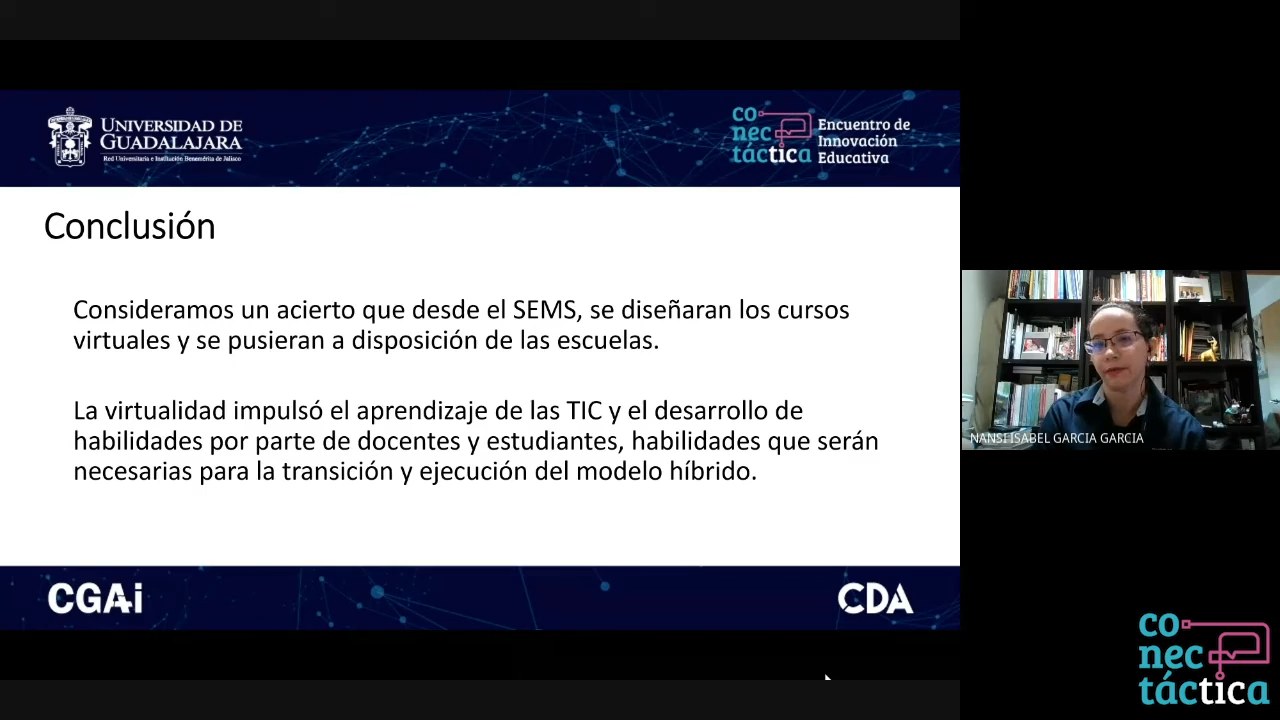 UNIVERSIDAD DE
GUADALAJARA
Red Universitaria e Institución Benemérita de Jalisco
co
nec
táctica
Encuentro de
Innovación
Educativa
Conclusión
Consideramos un acierto que desde el SEMS, se diseñaran los cursos
virtuales y se pusieran a disposición de las escuelas.
La virtualidad impulsó el aprendizaje de las TIC y el desarrollo de
habilidades por parte de docentes y estudiantes, habilidades que serán
necesarias para la transición y ejecución del modelo híbrido.
CGAi
CDA
NANSI ISABEL GARCIA GARCIA
co
nec
táctica